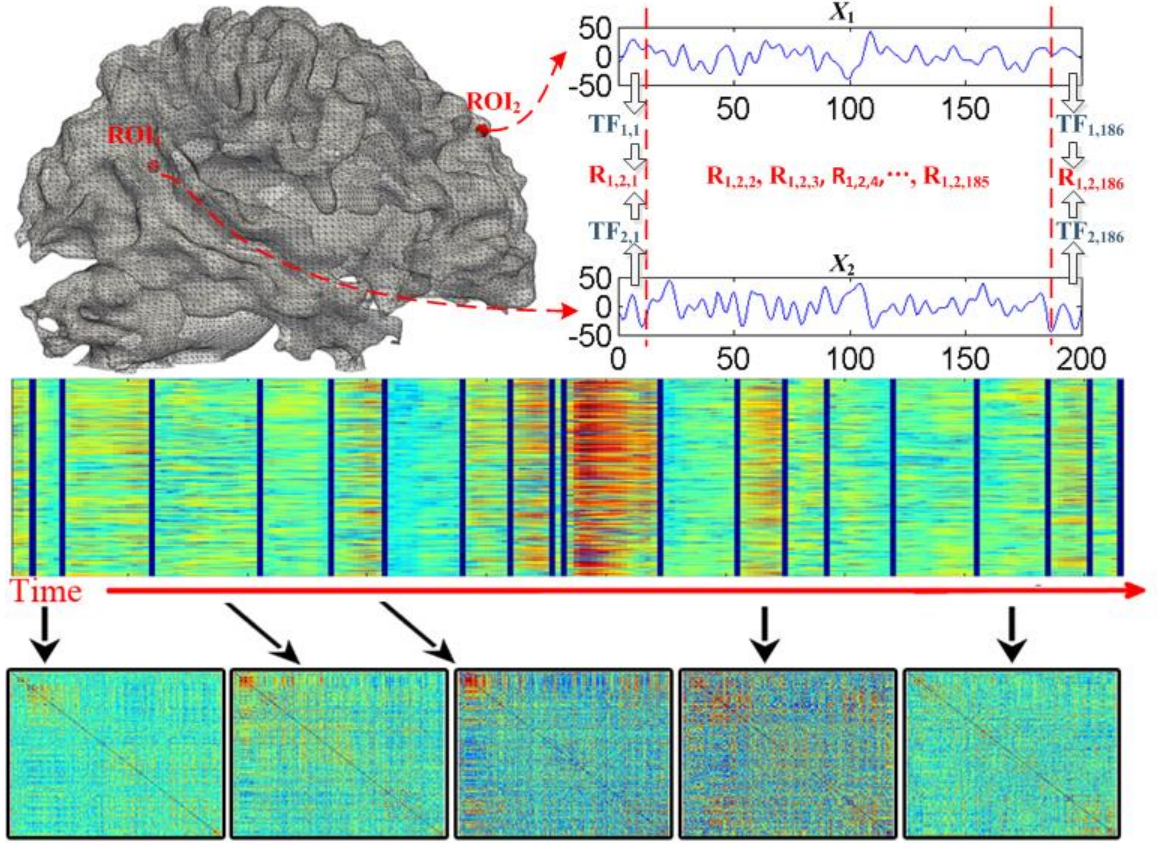 X1
50
0
-50
50 100 150
ROI2
ROI1
TF1,1
TF1,186
R1,2,1
R1,2,2, R1,2,3, R1,2,4,…, R1,2,185
R1,2,186
TF2,1
TF2,186
X2
50
0
-50
0 50 100 150 200
Time